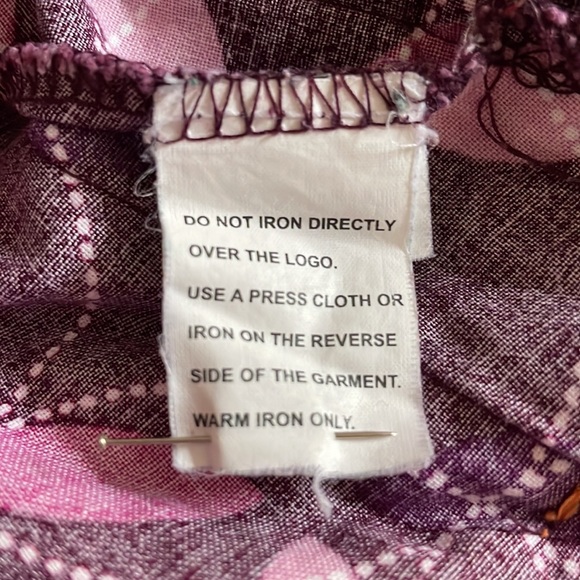 DO NOT IRON DIRECTLY
OVER THE LOGO.
USE A PRESS CLOTH OR
IRON ON THE REVERSE
SIDE OF THE GARMENT.
WARM IRON ONLY.